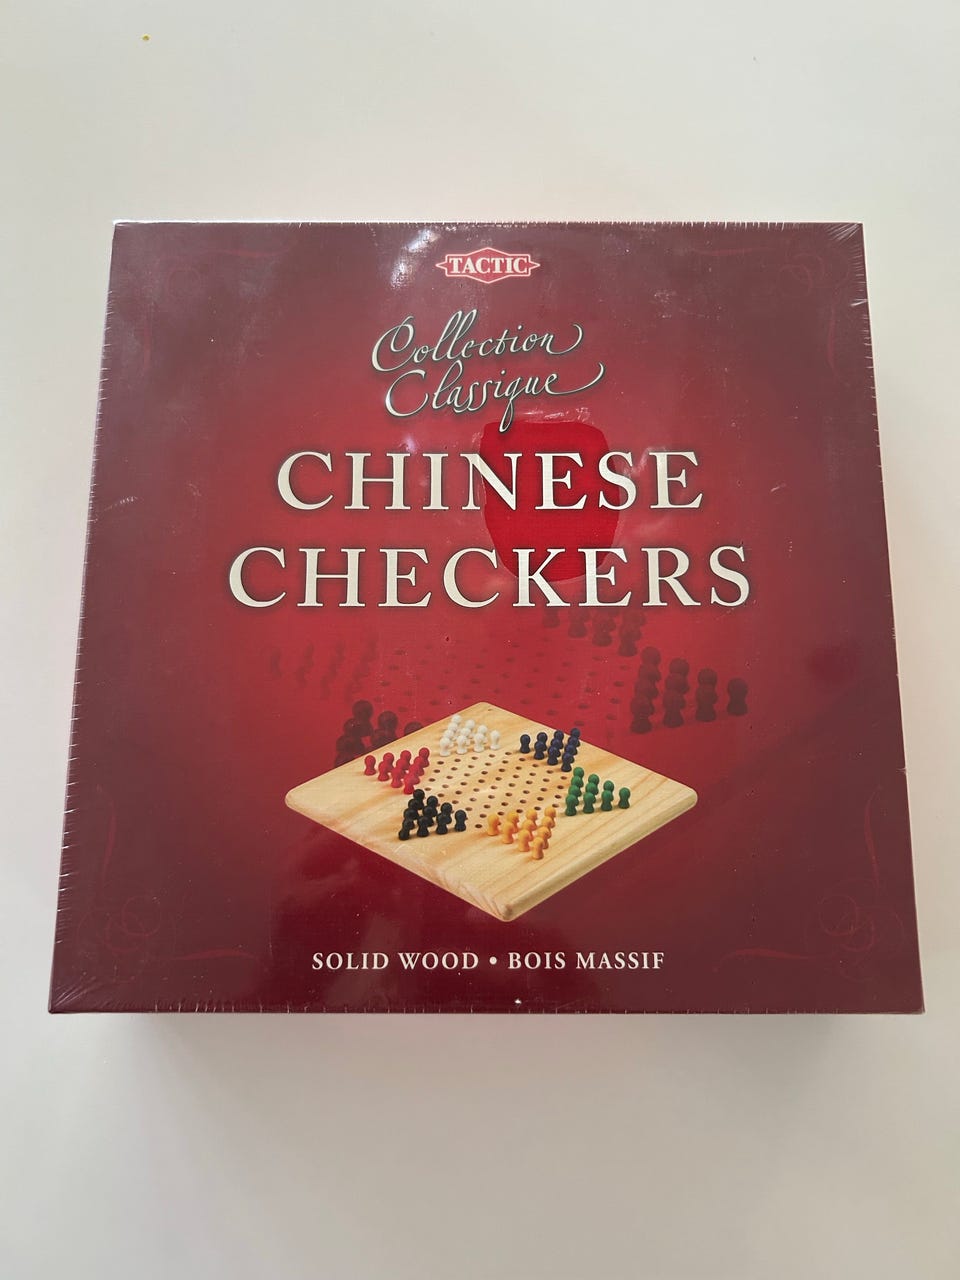 TACTIC
Collection
Classique
CHINESE
CHECKERS
SOLID WOOD • BOIS MASSIF